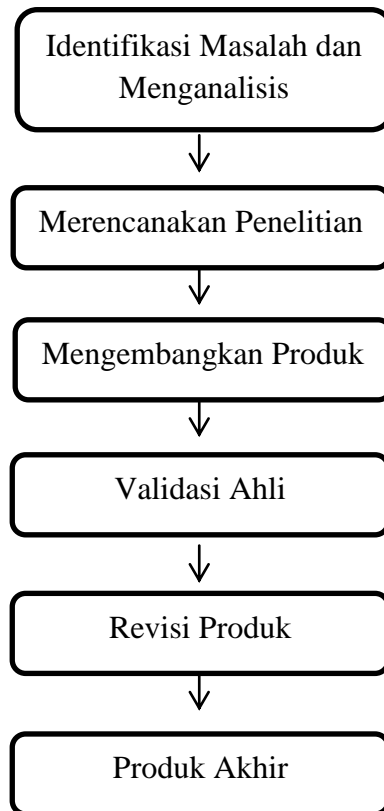 Identifikasi Masalah dan
Menganalisis
Merencanakan Penelitian
Mengembangkan Produk
Validasi Ahli
Revisi Produk
Produk Akhir